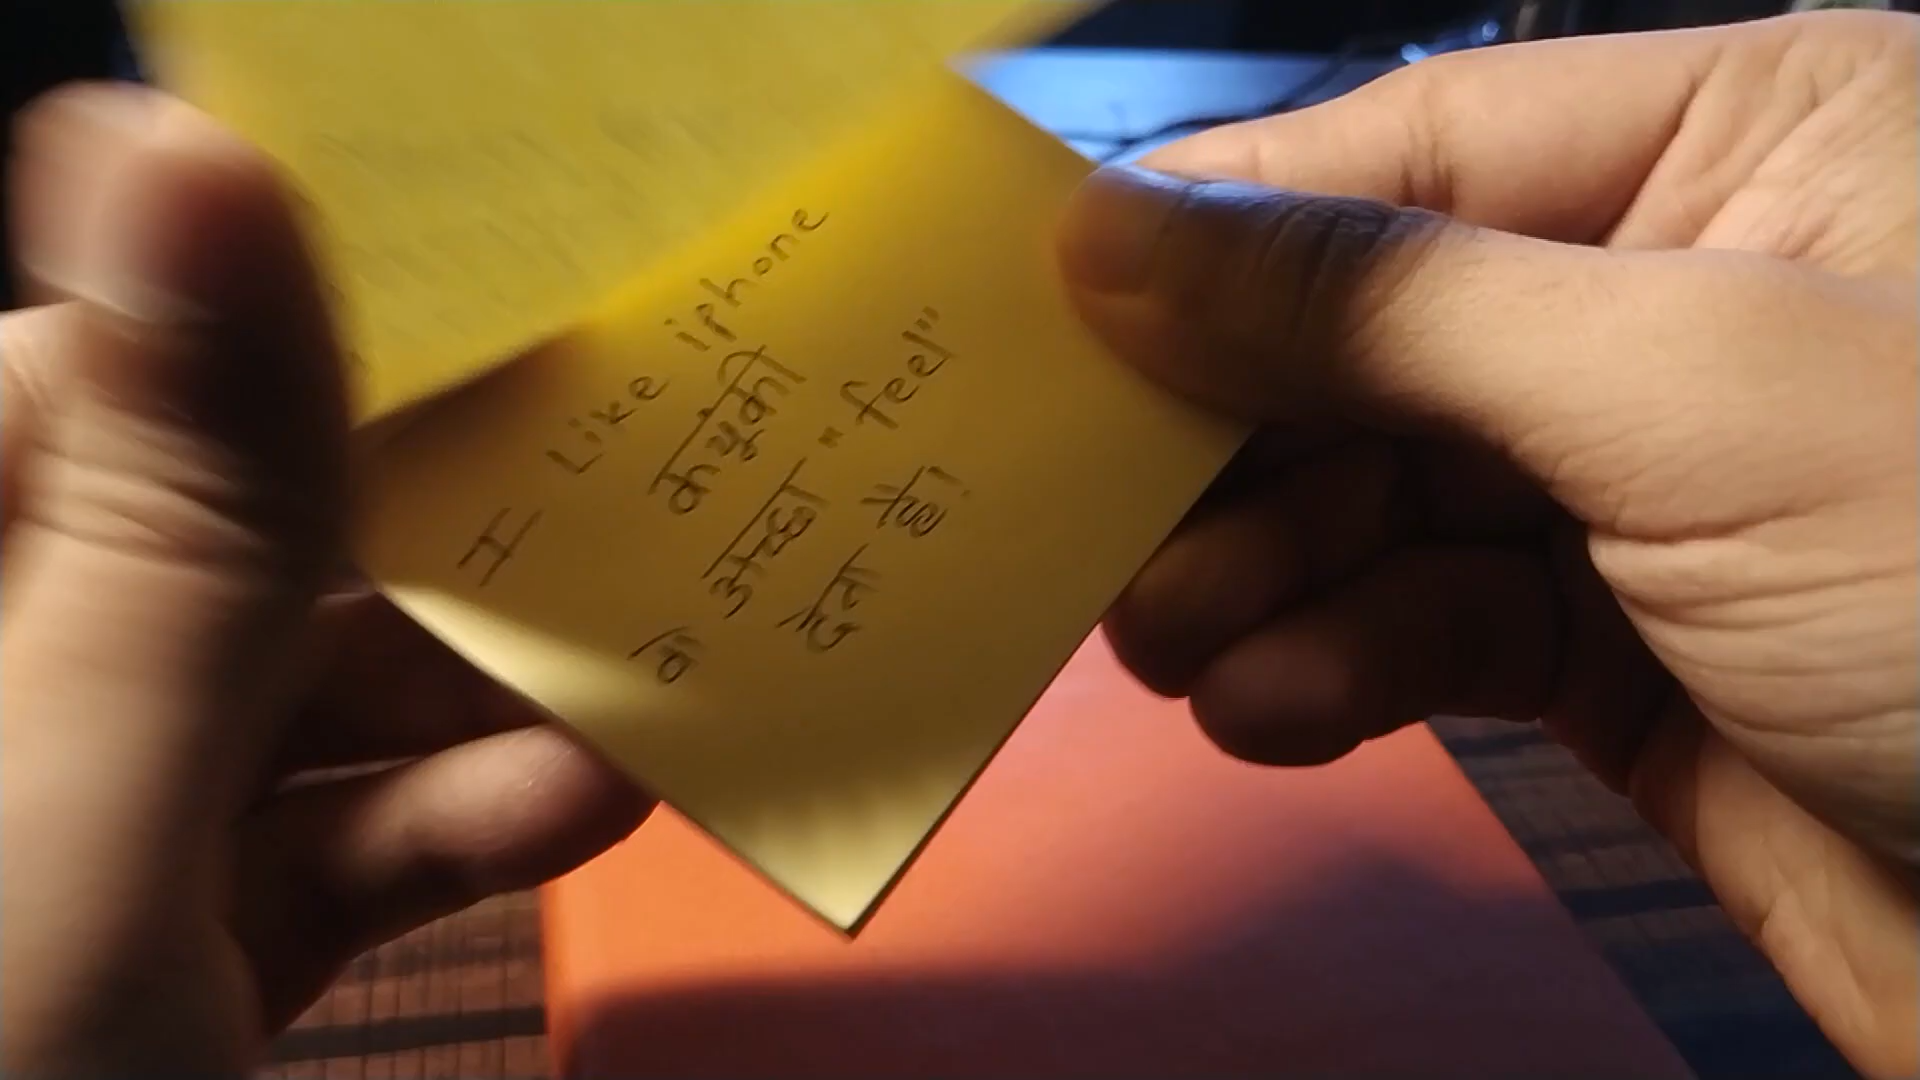 I Like iphone
क्युंकी
वो अच्छा "feel"
देता है!